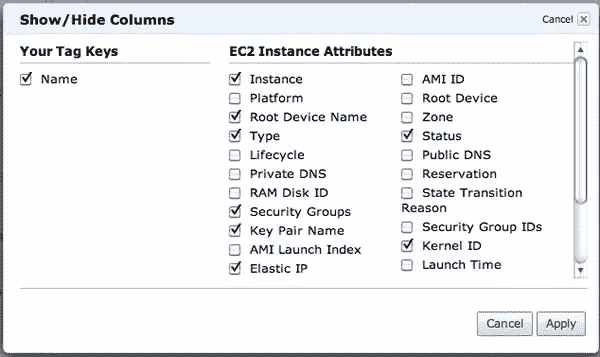 Show/Hide Columns
Cancel
Your Tag Keys
Name
EC2 Instance Attributes
Instance
Platform
Root Device Name
Type
Lifecycle
Private DNS
RAM Disk ID
Security Groups
Key Pair Name
AMI Launch Index
Elastic IP
AMI ID
Root Device
Zone
Status
Public DNS
Reservation
State Transition
Reason
Security Group IDs
Kernel ID
Launch Time
Cancel
Apply